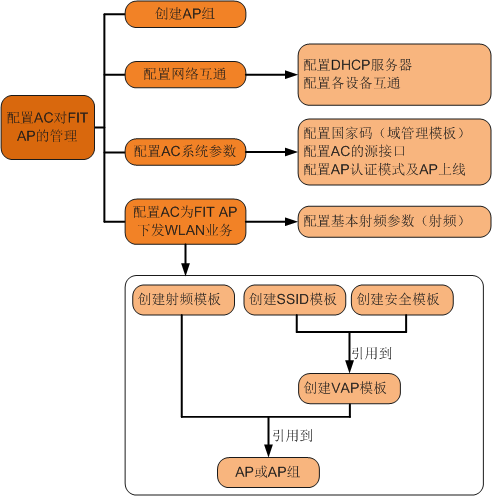 创建AP组
配置网络互通
配置DHCP服务器
配置各设备互通
配置AC对FIT
AP的管理
配置AC系统参数
配置国家码（域管理模板）
配置AC的源接口
配置AP认证模式及AP上线
配置AC为FIT AP
下发WLAN业务
配置基本射频参数（射频）
创建射频模板
创建SSID模板
创建安全模板
引用到
创建VAP模板
引用到
AP或AP组